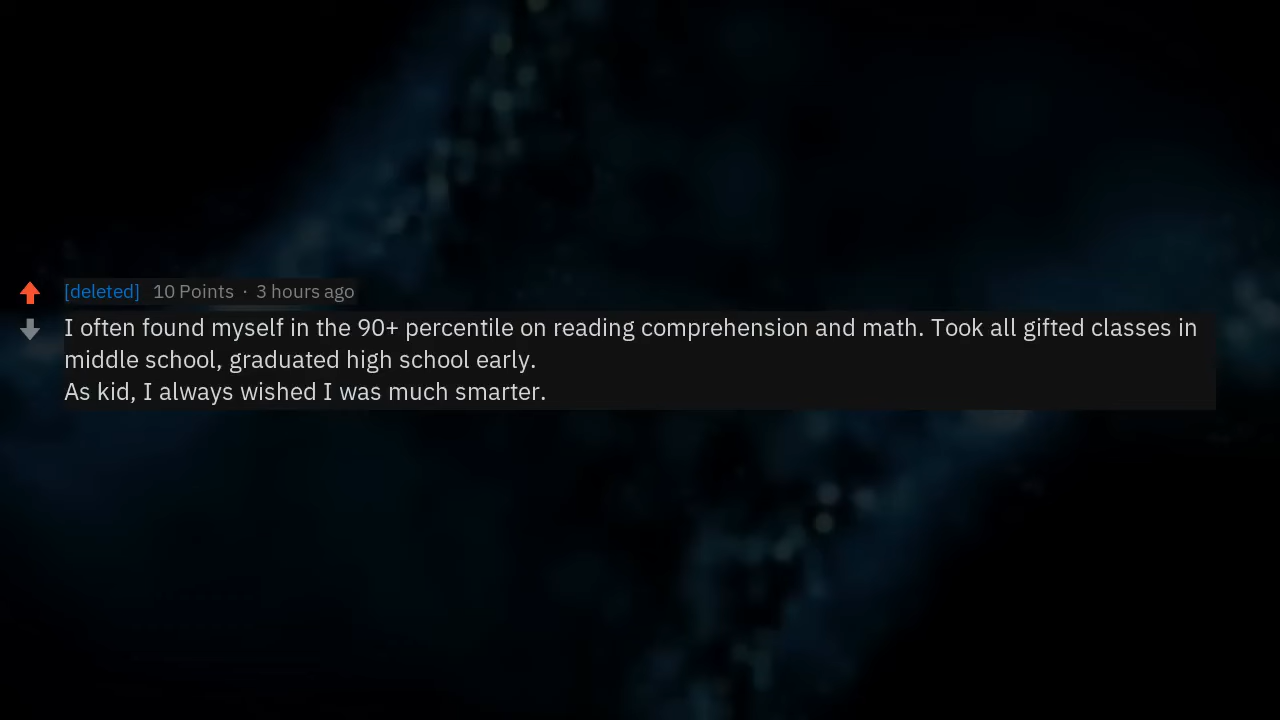 [deleted] 10 Points · 3 hours ago
I often found myself in the 90+ percentile on reading comprehension and math. Took all gifted classes in
middle school, graduated high school early.
As kid, I always wished I was much smarter.